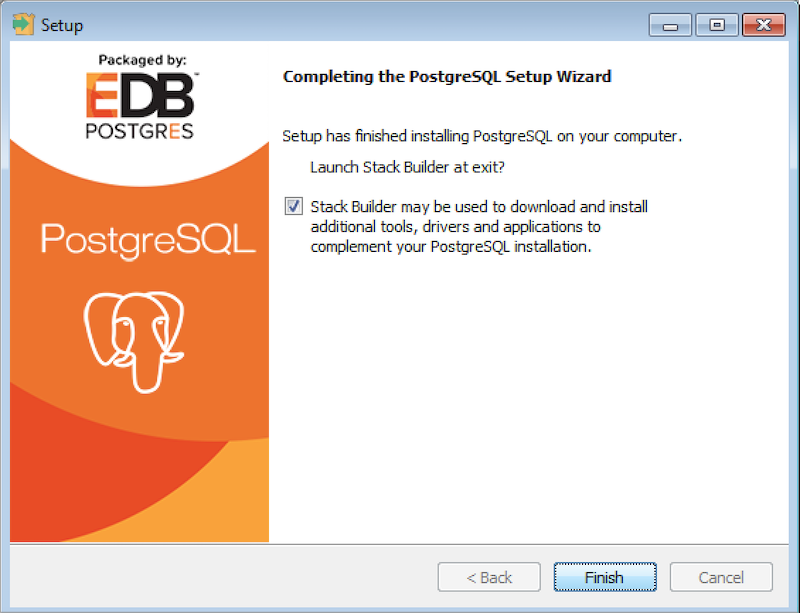 Setup
Packaged by:
EDB™
POSTGRES
PostgreSQL
Completing the PostgreSQL Setup Wizard
Setup has finished installing PostgreSQL on your computer.
Launch Stack Builder at exit?
Stack Builder may be used to download and install
additional tools, drivers and applications to
complement your PostgreSQL installation.
< Back
Finish
Cancel